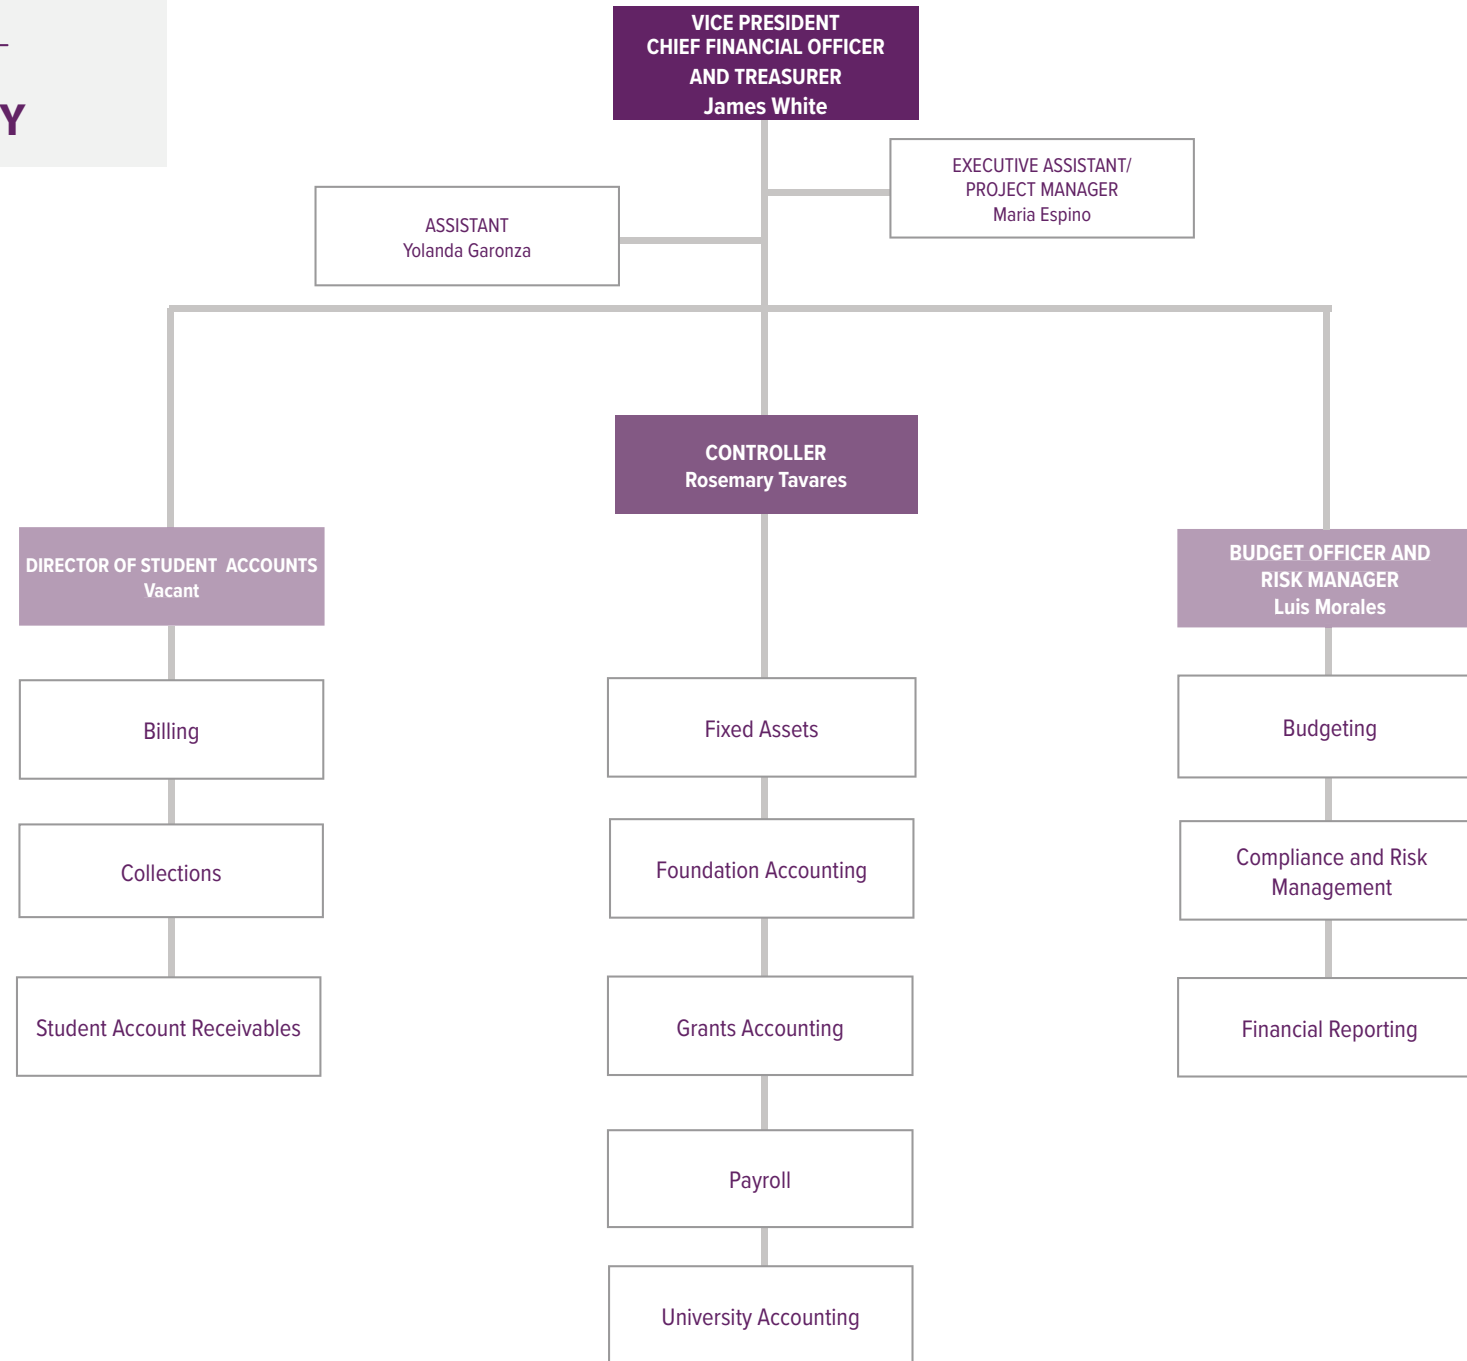 Y
VICE PRESIDENT
CHIEF FINANCIAL OFFICER
AND TREASURER
James White
EXECUTIVE ASSISTANT/
PROJECT MANAGER
Maria Espino
ASSISTANT
Yolanda Garonza
CONTROLLER
Rosemary Tavares
DIRECTOR OF STUDENT ACCOUNTS
Vacant
BUDGET OFFICER AND
RISK MANAGER
Luis Morales
Billing
Fixed Assets
Budgeting
Collections
Foundation Accounting
Compliance and Risk
Management
Student Account Receivables
Grants Accounting
Financial Reporting
Payroll
University Accounting